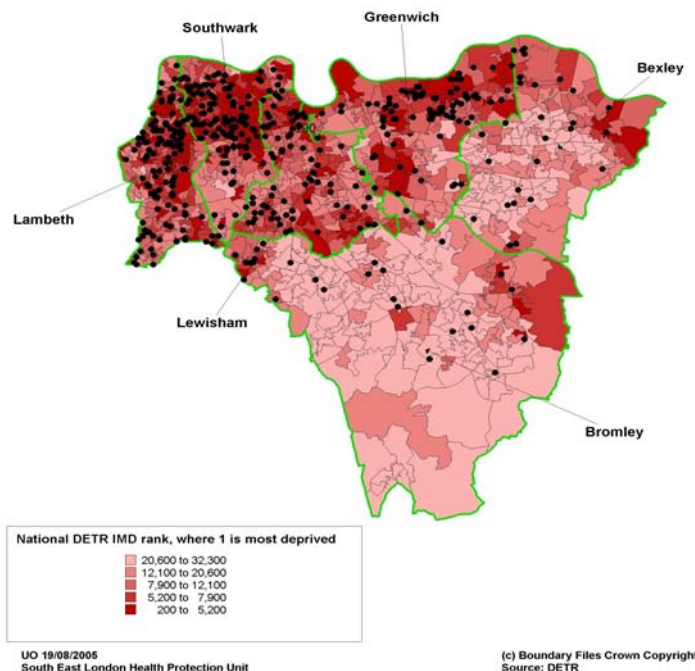 Southwark
Greenwich
Bexley
Lambeth
Lewisham
Bromley
National DETR IMD rank, where 1 is most deprived
20,600 to 32,300
12,100 to 20,600
7,900 to 12,100
5,200 to 7,900
200 to 5,200
UO 19/08/2005
South East London Health Protection Unit
(c) Boundary Files Crown Copyright
Source: DETR